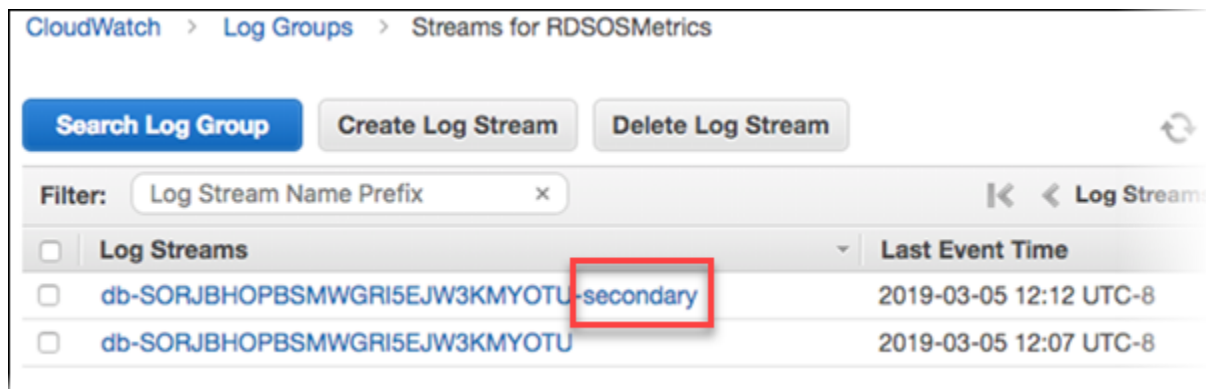 CloudWatch > Log Groups > Streams for RDSOSMetrics
Search Log Group Create Log Stream Delete Log Stream
Filter: Log Stream Name Prefix × Log Streams
Log Streams Last Event Time
db-SORJBHOPBSMWGRI5EJW3KMYOTU-secondary 2019-03-05 12:12 UTC-8
db-SORJBHOPBSMWGRI5EJW3KMYOTU 2019-03-05 12:07 UTC-8